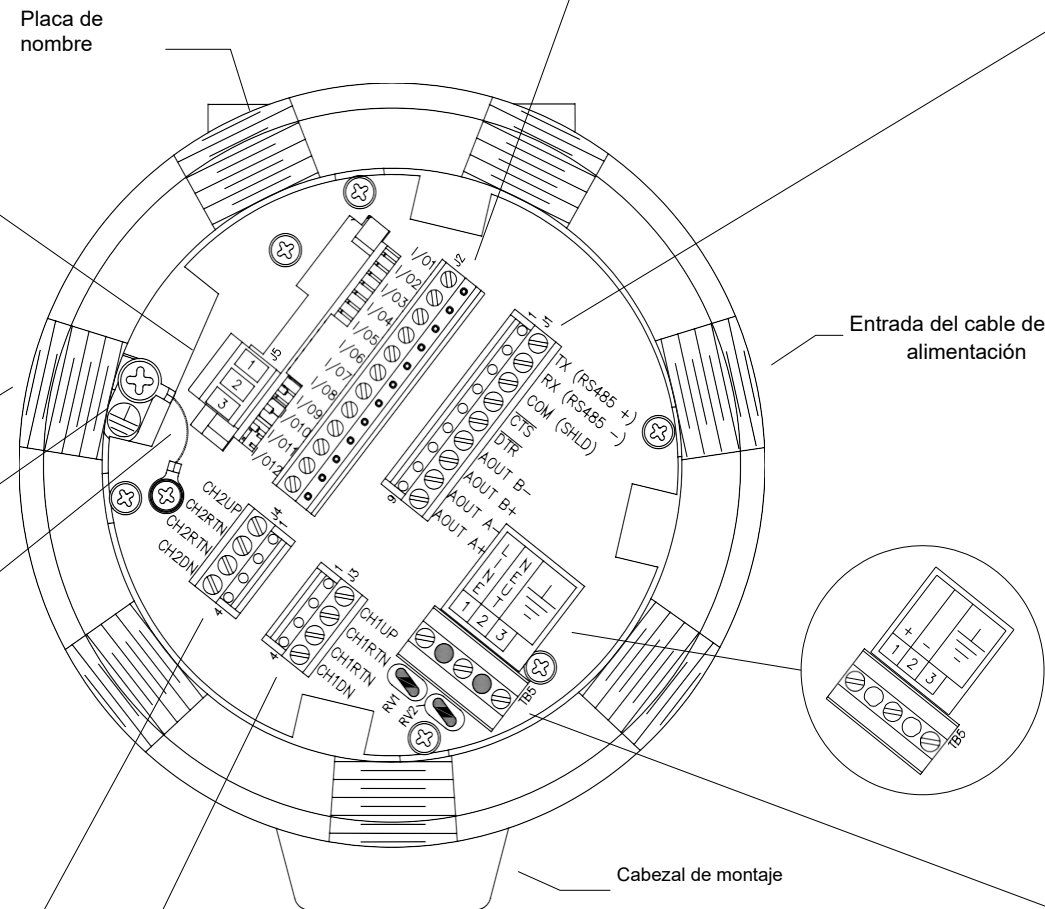 Placa de
nombre
Entrada del cable de
alimentación
Cabezal de montaje
I/O1
I/O2
I/O3
I/O4
I/O5
I/O6
I/O7
I/O8
I/O9
I/O10
I/O11
I/O12
J2
J5
1
2
3
1
J1
TX (RS485 +)
RX (RS485 -)
COM (SHLD)
CTS
DTR
AOUT B-
AOUT B+
AOUT A-
AOUT A+
9
CH2UP
CH2RTN
CH2RTN
CH2DN
J4
1
4
1
J3
CH1UP
CH1RTN
CH1RTN
CH1DN
4
LINE
NEUT
1 2 3
TB5
RV1
RV2
+ -
1 2 3
TB5